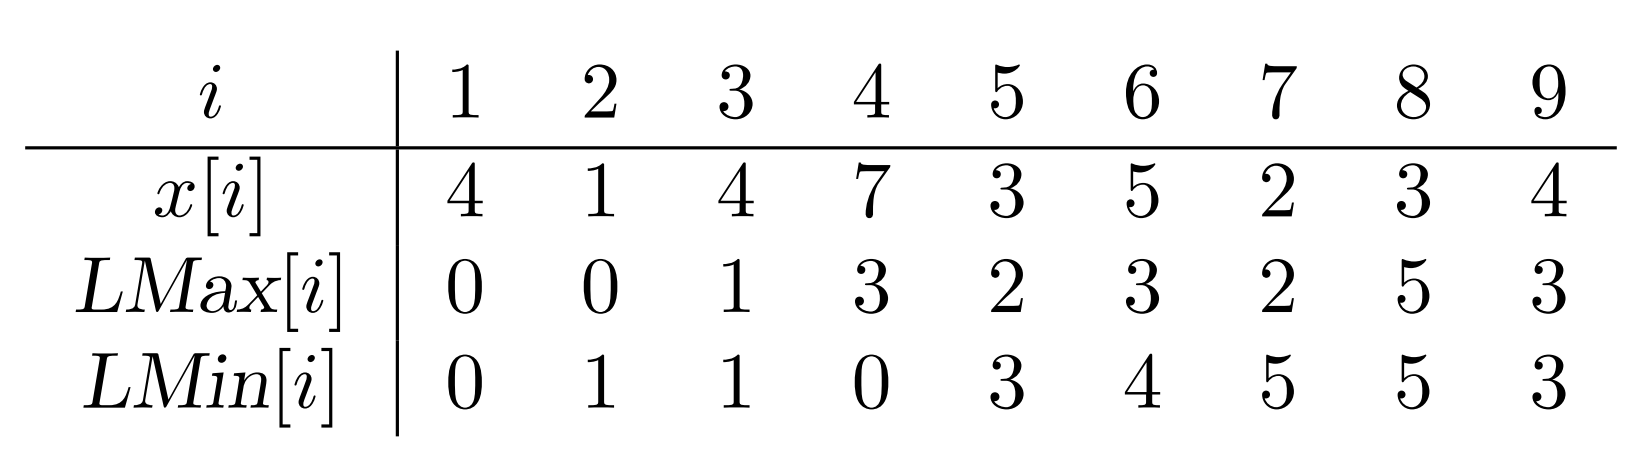 i 1 2 3 4 5 6 7 8 9
x[i] 4 1 4 7 3 5 2 3 4
LMax[i] 0 0 1 3 2 3 2 5 3
LMin[i] 0 1 1 0 3 4 5 5 3